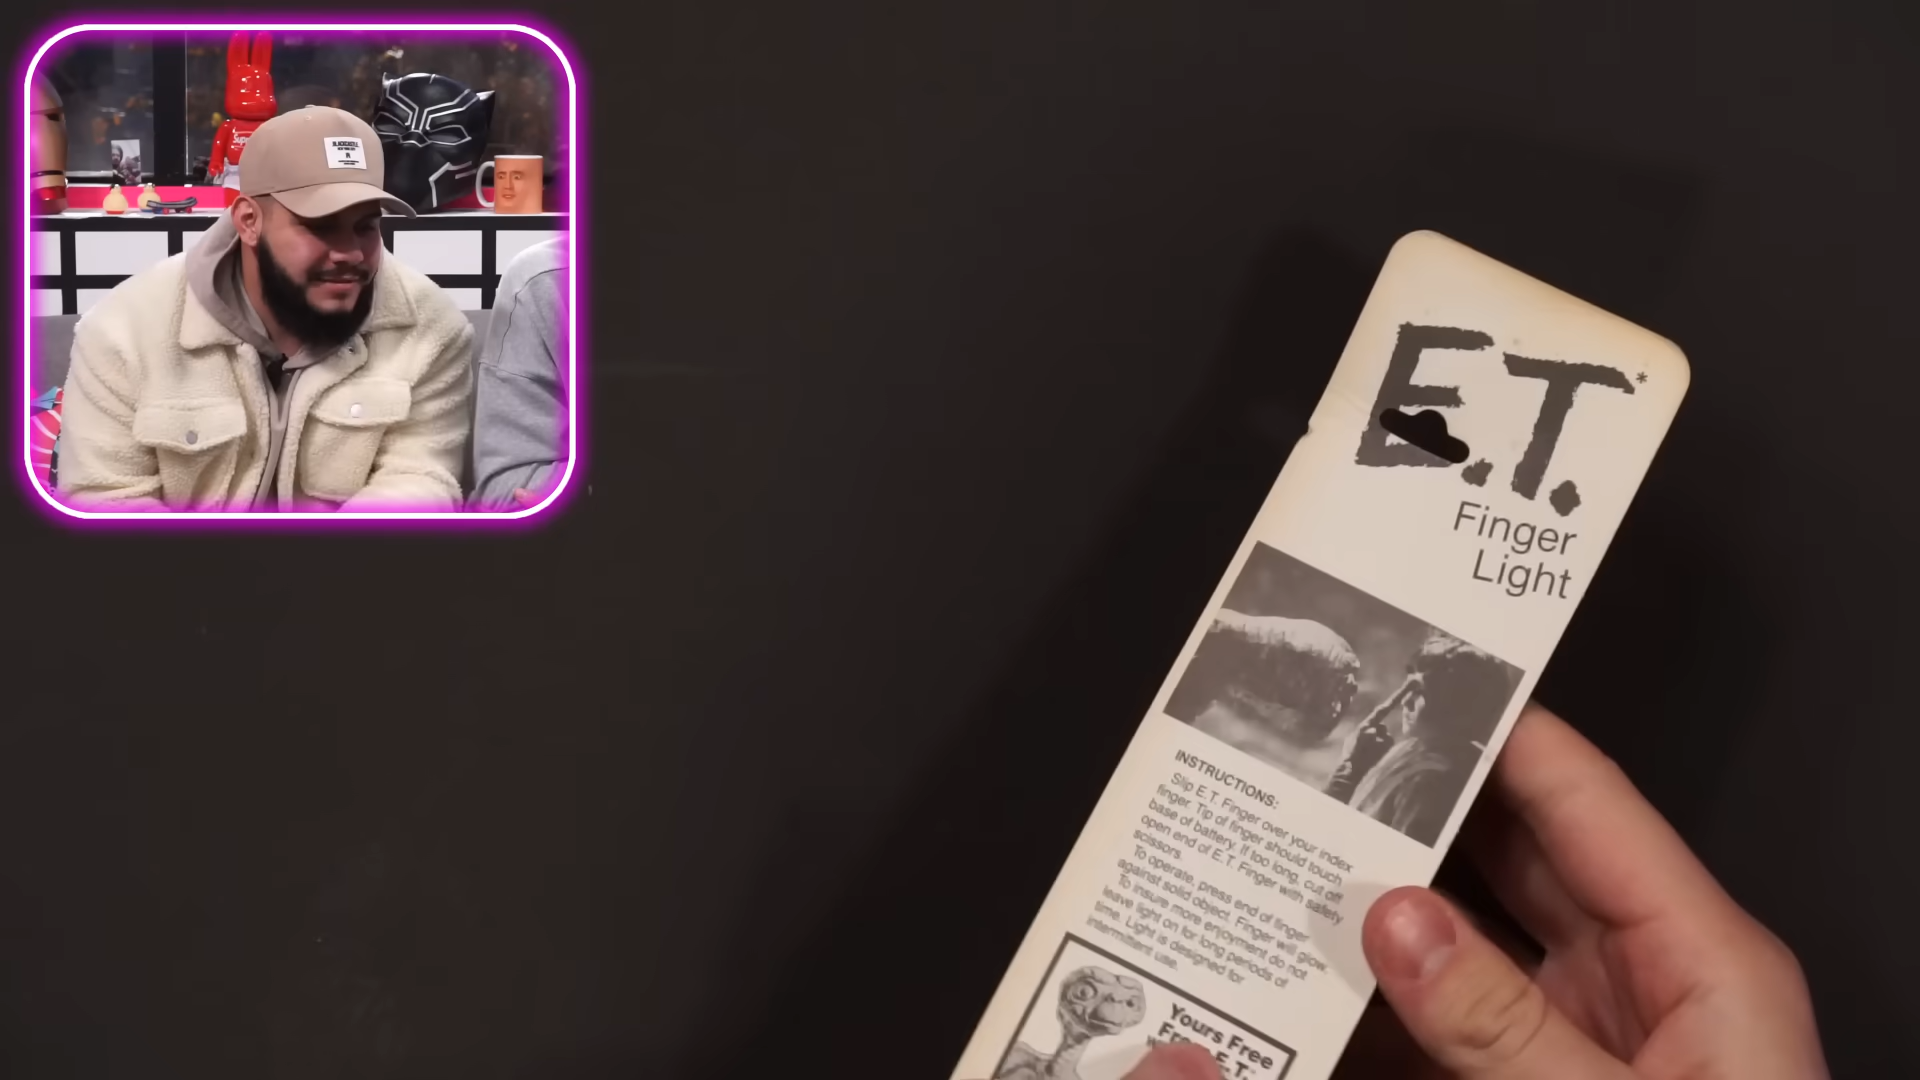 BLACKCASTLE
Supr
E.T.*
Finger
Light
INSTRUCTIONS:
Slip E.T. Finger over your index
finger. Tip of finger should touch
base of battery. If too long, cut off
open end of E.T. Finger with safety
scissors.
To operate, press end of finger
against solid object. Finger will glow.
To insure more enjoyment do not
leave light on for long periods of
time. Light is designed for
intermittent use.
Yours Free
E.T.